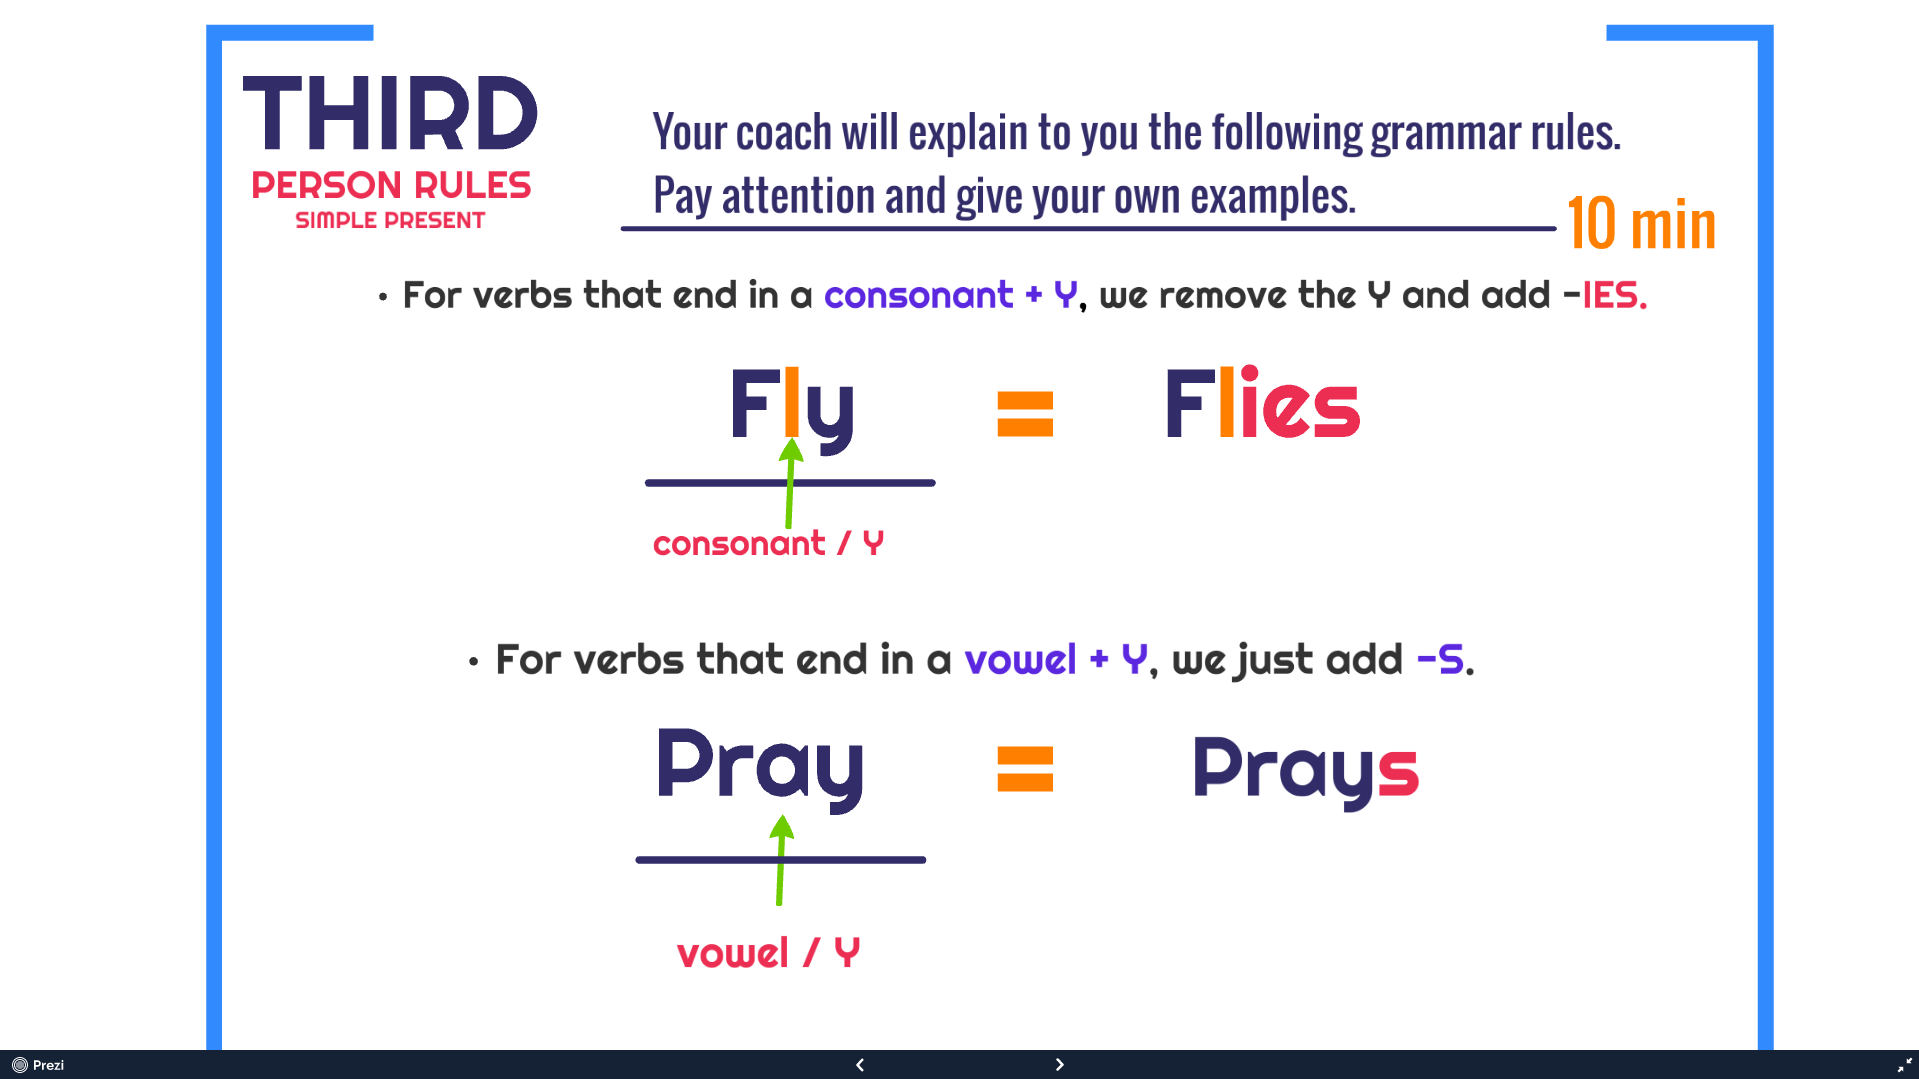 THIRD
PERSON RULES
SIMPLE PRESENT
Your coach will explain to you the following grammar rules.
Pay attention and give your own examples.
10 min
• For verbs that end in a consonant + Y, we remove the Y and add -IES.
Fly = Flies
consonant / Y
• For verbs that end in a vowel + Y, we just add -S.
Pray = Prays
vowel / Y
Prezi